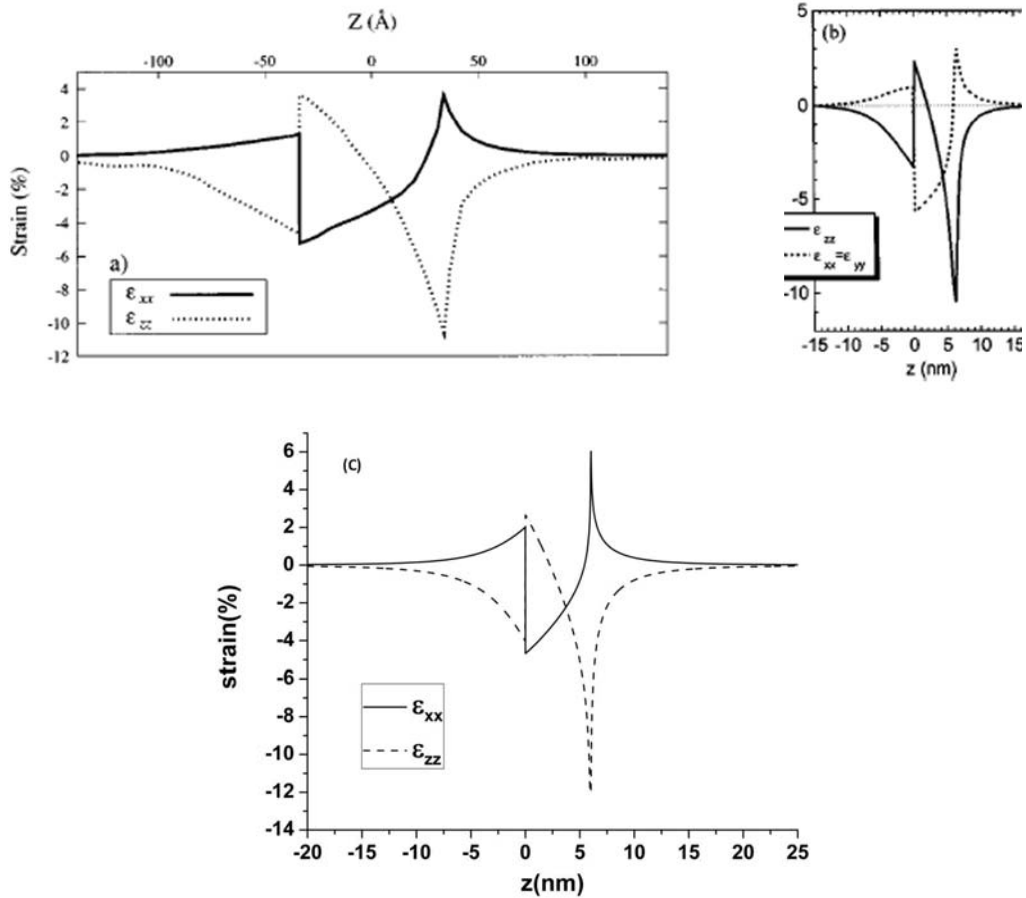 Z (Å)
-100 -50 0 50 100
4
2
0
-2
-4
-6
-8
-10
-12
Strain (%)
a)
ε xx
ε zz
(b)
5
0
-5
-10
ε zz
ε xx =ε yy
-15 -10 -5 0 5 10 15
z (nm)
(C)
6
4
2
0
-2
-4
-6
-8
-10
-12
-14
strain(%)
ε xx
ε zz
-20 -15 -10 -5 0 5 10 15 20 25
z(nm)